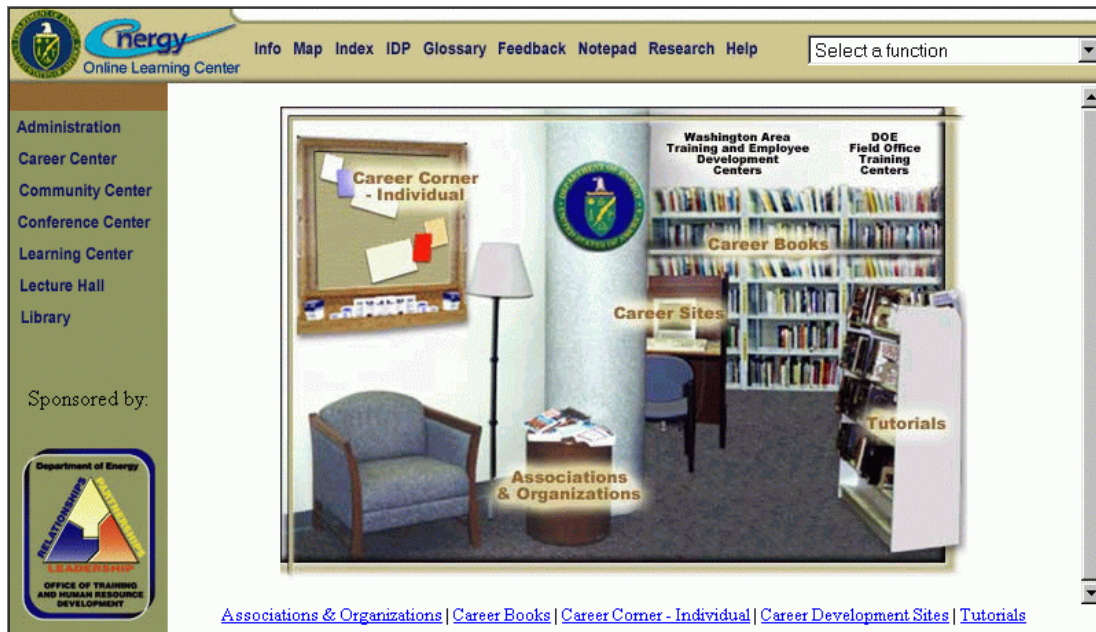 energy
Online Learning Center
Info Map Index IDP Glossary Feedback Notepad Research Help
Select a function
Administration
Career Center
Community Center
Conference Center
Learning Center
Lecture Hall
Library
Sponsored by:
Department of Energy
RELATIONSHIPS
PARTNERSHIPS
LEADERSHIP
OFFICE OF TRAINING
AND HUMAN RESOURCE
DEVELOPMENT
Career Corner
- Individual
Washington Area
Training and Employee
Development
Centers
DOE
Field Office
Training
Centers
Career Books
Career Sites
Tutorials
Associations
& Organizations
Associations & Organizations | Career Books | Career Corner - Individual | Career Development Sites | Tutorials